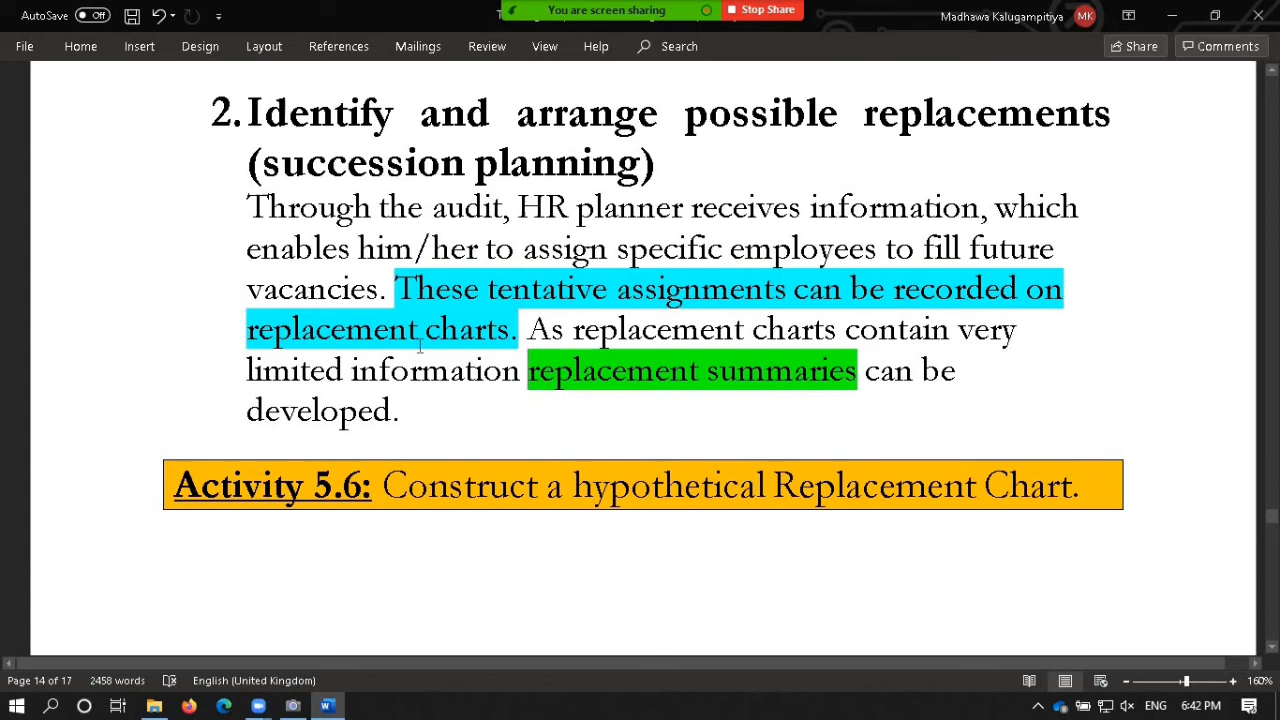 AutoSave Off
You are screen sharing
Stop Share
Madhawa Kalugampitiya MK
File Home Insert Design Layout References Mailings Review View Help Search Share Comments
2. Identify and arrange possible replacements
(succession planning)
Through the audit, HR planner receives information, which
enables him/her to assign specific employees to fill future
vacancies. These tentative assignments can be recorded on
replacement charts. As replacement charts contain very
limited information replacement summaries can be
developed.
Activity 5.6: Construct a hypothetical Replacement Chart.
Page 14 of 17 2458 words English (United Kingdom) 160%
ENG 6:42 PM